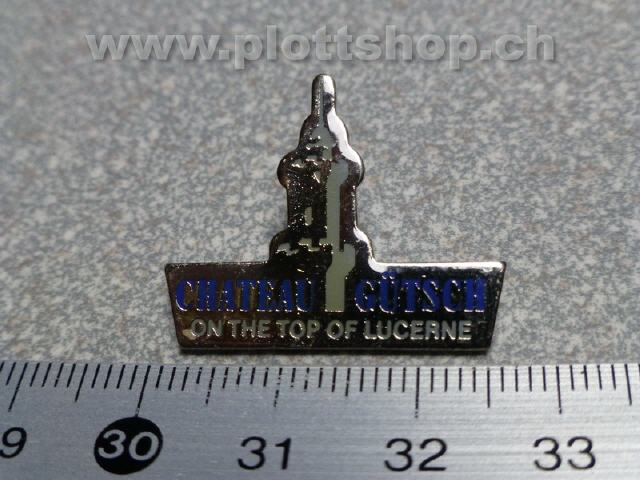 www.plottshop.ch
CHATEAU GÜTSCH
ON THE TOP OF LUCERNE
9 30 31 32 33